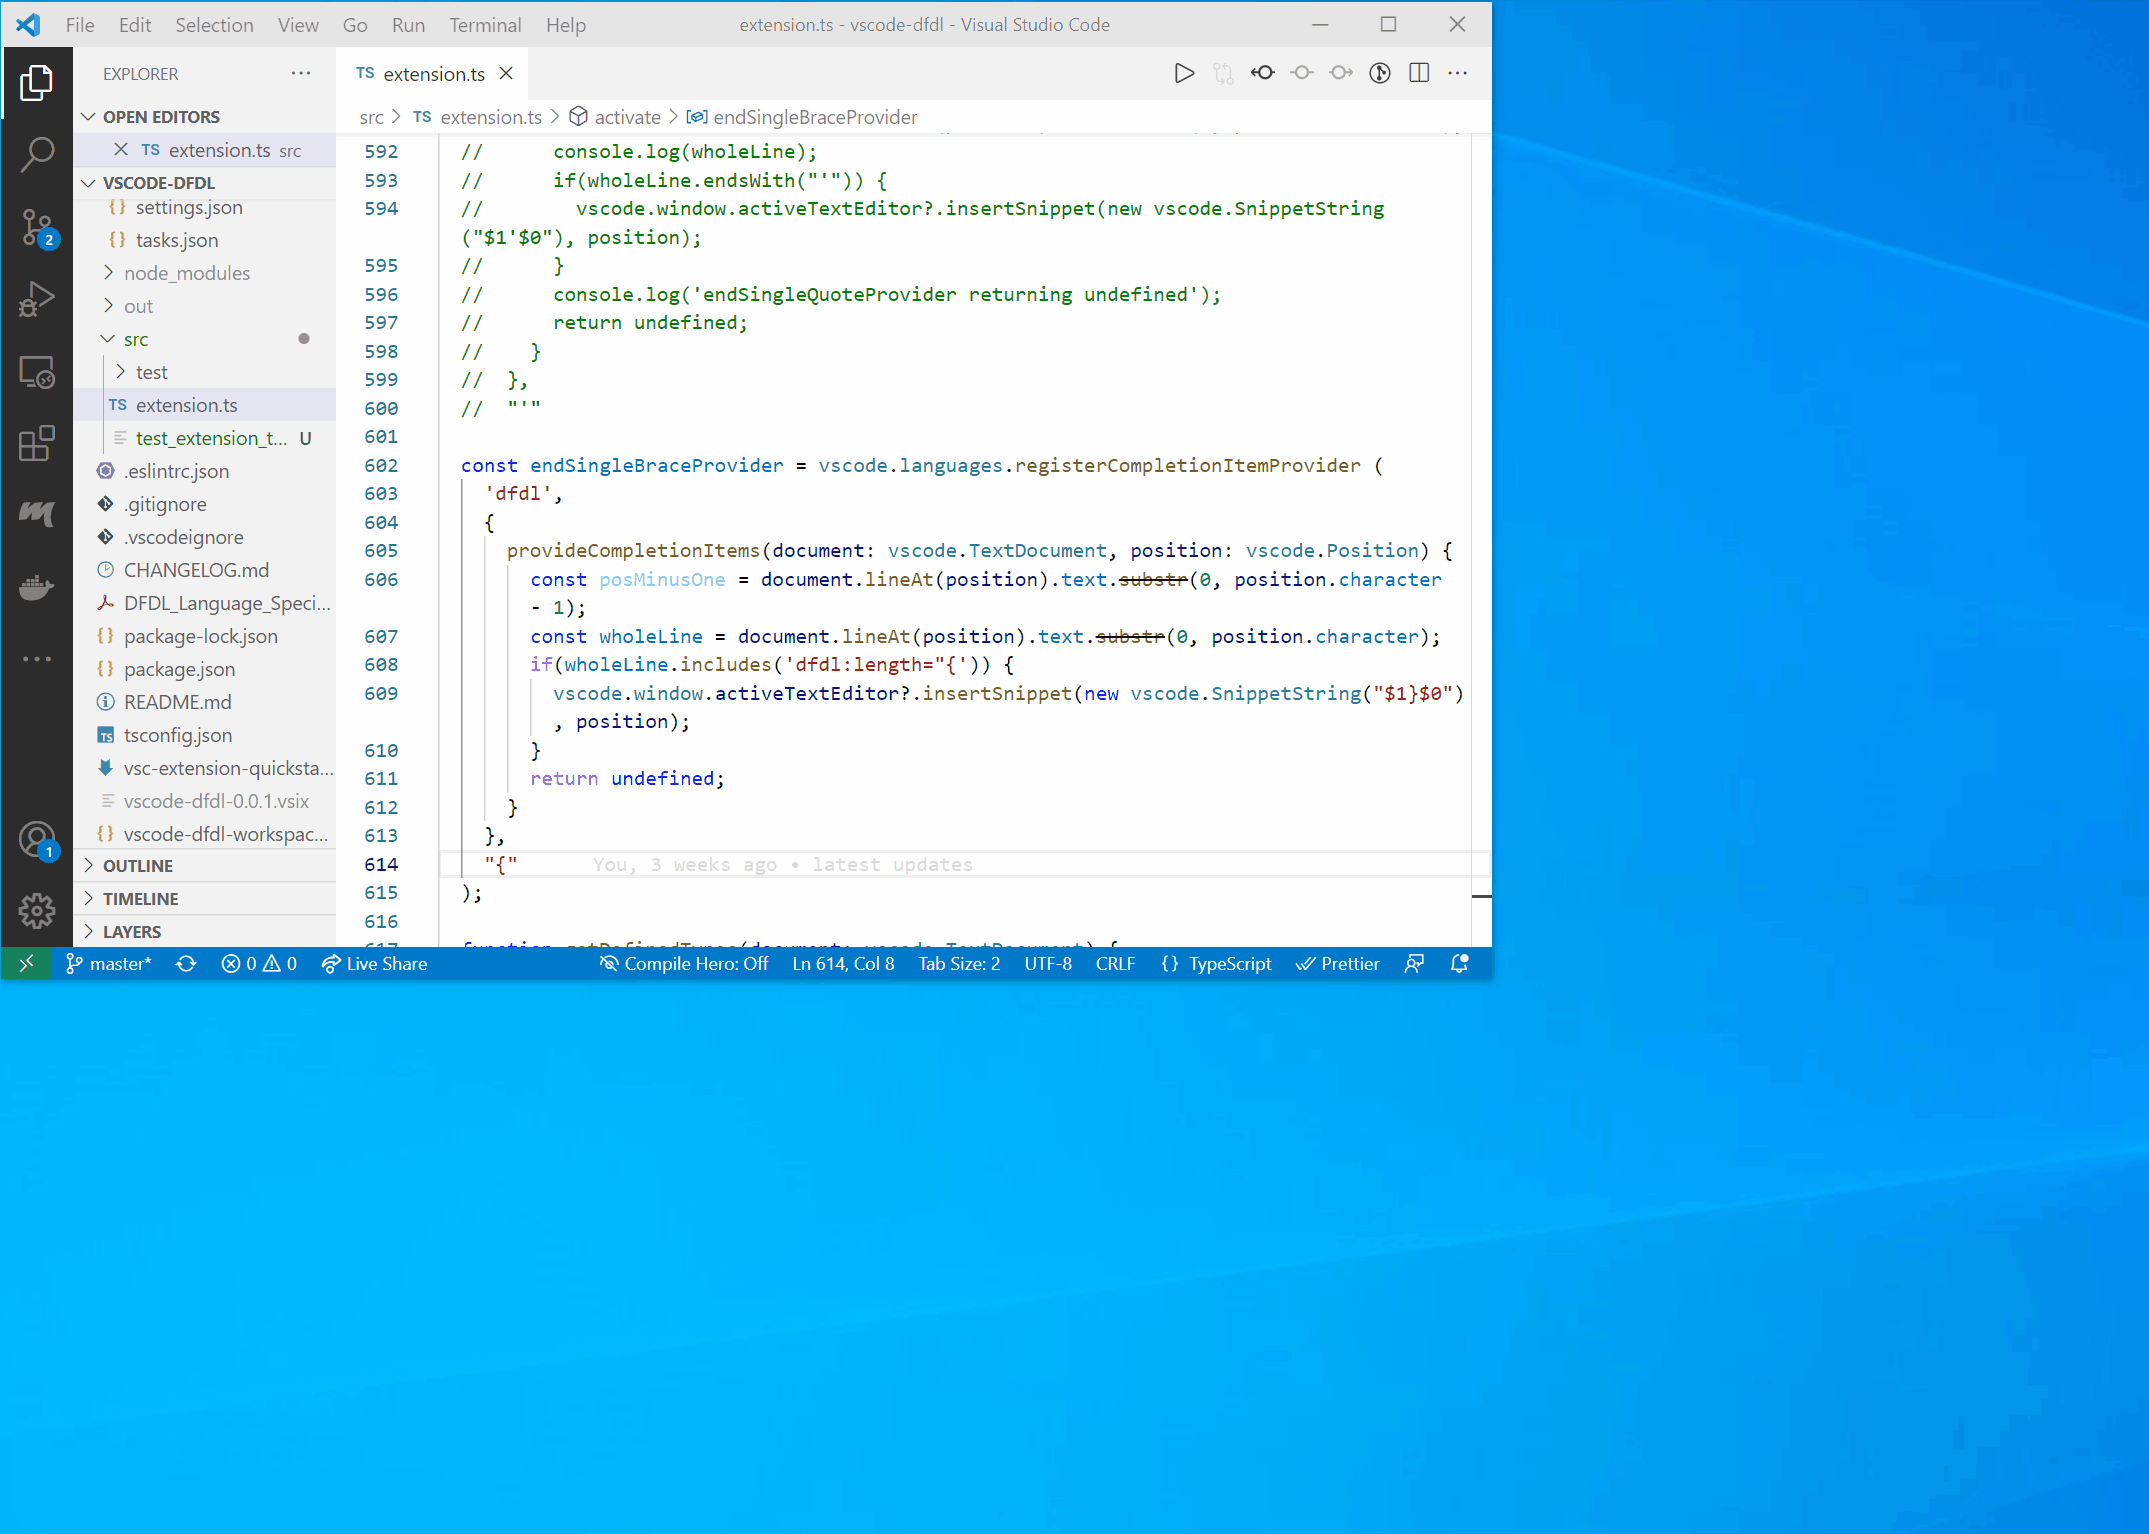 File Edit Selection View Go Run Terminal Help
extension.ts - vscode-dfdl - Visual Studio Code
EXPLORER
TS extension.ts
OPEN EDITORS
TS extension.ts src
VSCODE-DFDL
{} settings.json
{} tasks.json
node_modules
out
src
test
TS extension.ts
test_extension_t... U
.eslintrc.json
.gitignore
.vscodeignore
CHANGELOG.md
DFDL_Language_Speci...
{} package-lock.json
{} package.json
README.md
TS tsconfig.json
vsc-extension-quicksta...
vscode-dfdl-0.0.1.vsix
{} vscode-dfdl-workspac...
OUTLINE
TIMELINE
LAYERS
2
1
src > TS extension.ts > activate > endSingleBraceProvider
592 //      console.log(wholeLine);
593 //      if(wholeLine.endsWith("'")) {
594 //        vscode.window.activeTextEditor?.insertSnippet(new vscode.SnippetString
("$1'$0"), position);
595 //      }
596 //      console.log('endSingleQuoteProvider returning undefined');
597 //      return undefined;
598 //    }
599 //  },
600 //  "'"
601
602 const endSingleBraceProvider = vscode.languages.registerCompletionItemProvider (
603   'dfdl',
604   {
605     provideCompletionItems(document: vscode.TextDocument, position: vscode.Position) {
606       const posMinusOne = document.lineAt(position).text.substr(0, position.character
- 1);
607       const wholeLine = document.lineAt(position).text.substr(0, position.character);
608       if(wholeLine.includes('dfdl:length="{')) {
609         vscode.window.activeTextEditor?.insertSnippet(new vscode.SnippetString("$1}$0")
, position);
610       }
611       return undefined;
612     }
613   },
614   "{" You, 3 weeks ago • latest updates
615 );
616
617 function getDefinedTypes(document: vscode.TextDocument) {
master* 0 0 Live Share Compile Hero: Off Ln 614, Col 8 Tab Size: 2 UTF-8 CRLF {} TypeScript Prettier